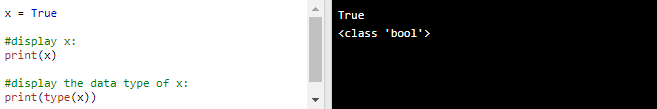 x = True
#display x:
print(x)
#display the data type of x:
print(type(x))
True
<class 'bool'>